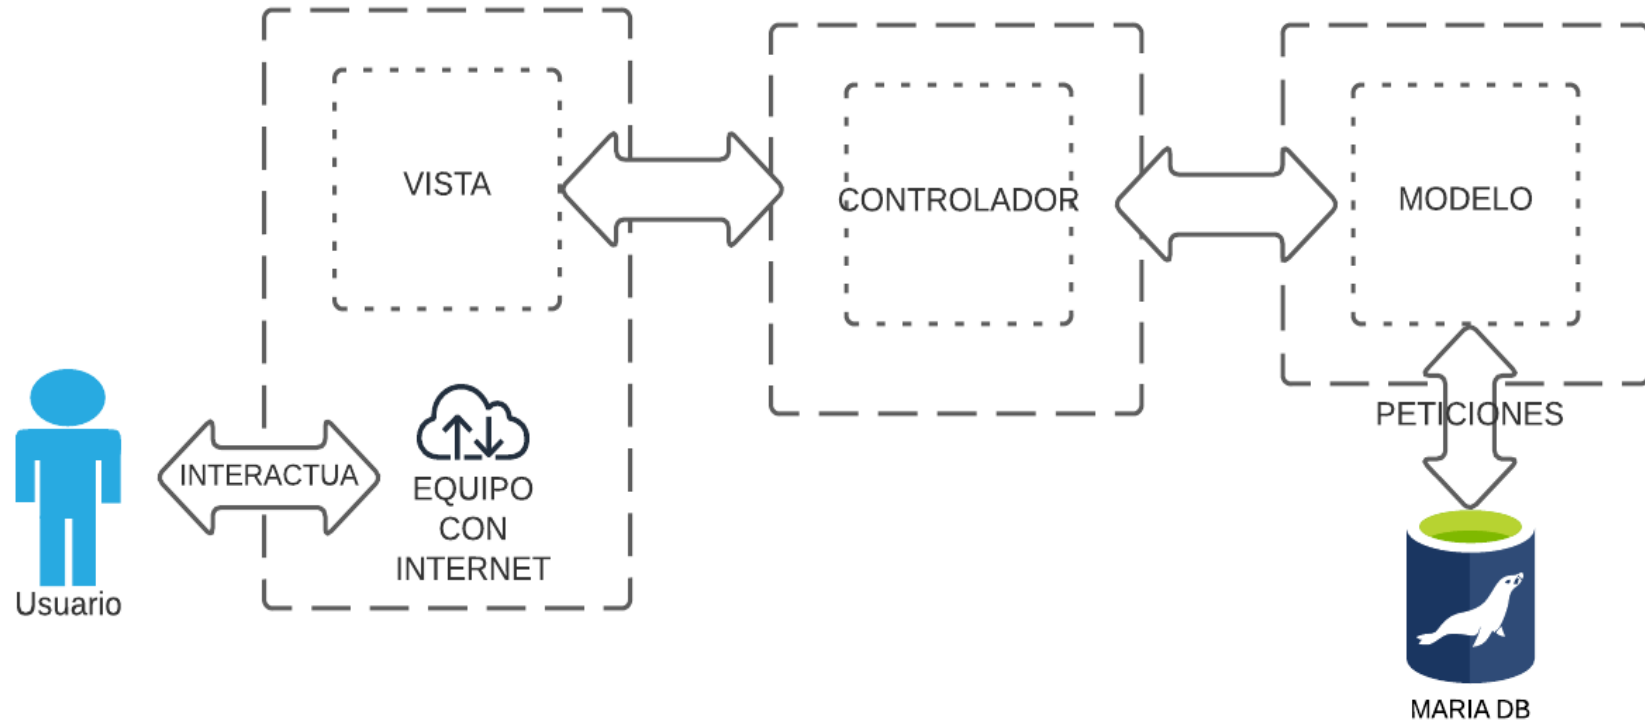 VISTA
CONTROLADOR
MODELO
PETICIONES
INTERACTUA
EQUIPO
CON
INTERNET
Usuario
MARIA DB